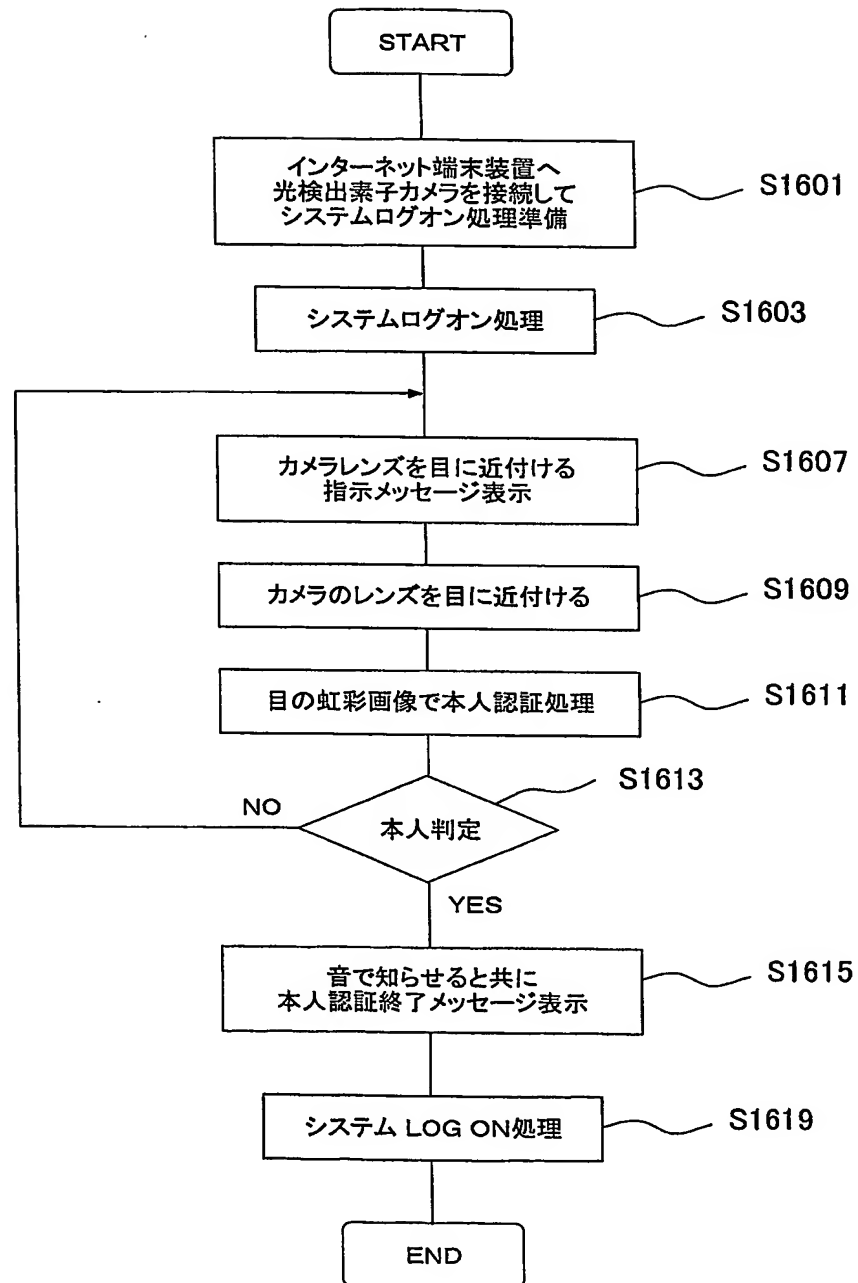 START
インターネット端末装置へ
光検出素子カメラを接続して
システムログオン処理準備
S1601
システムログオン処理
S1603
カメラレンズを目に近付ける
指示メッセージ表示
S1607
カメラのレンズを目に近付ける
S1609
目の虹彩画像で本人認証処理
S1611
S1613
NO
本人判定
YES
音で知らせると共に
本人認証終了メッセージ表示
S1615
システム LOG ON処理
S1619
END